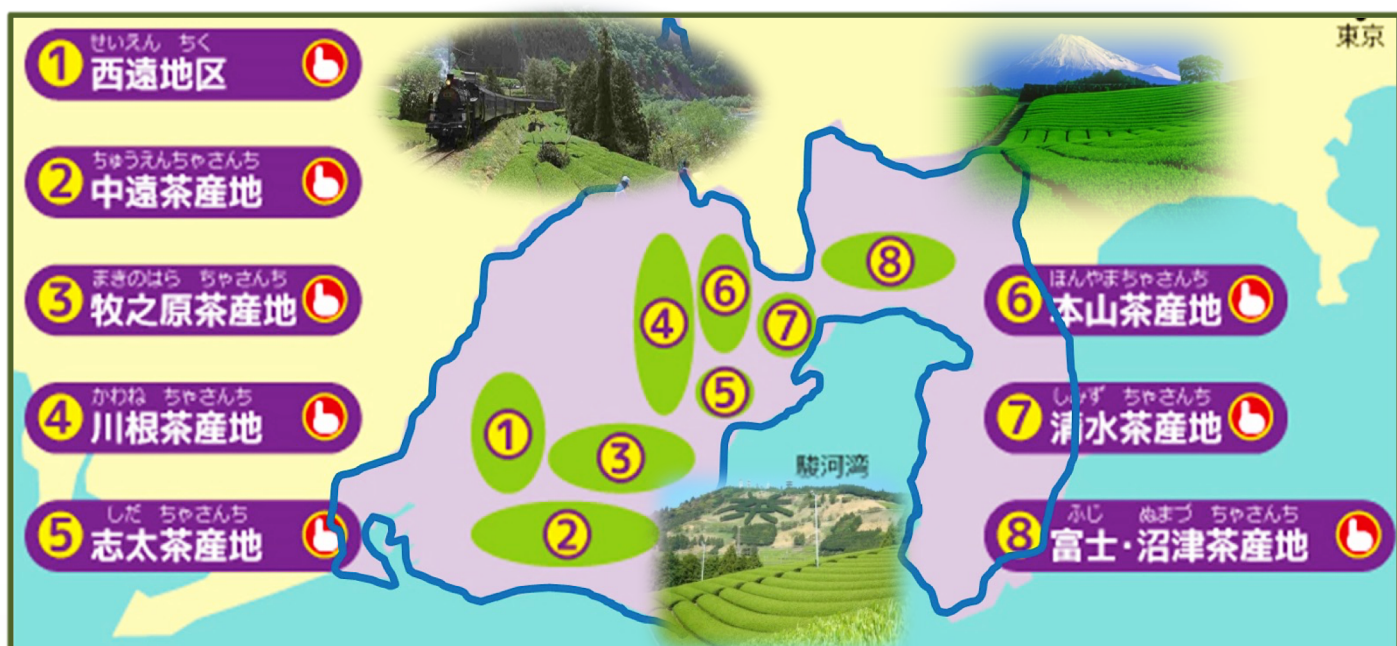 東京
① せいえん ちく
西遠地区
② ちゅうえんちゃさんち
中遠茶産地
③ まきのはら ちゃさんち
牧之原茶産地
④ かわね ちゃさんち
川根茶産地
⑤ しだ ちゃさんち
志太茶産地
⑥ ほんやまちゃさんち
本山茶産地
⑦ しみず ちゃさんち
清水茶産地
⑧ ふじ ぬまづ ちゃさんち
富士・沼津茶産地
⑧
⑥
④
⑦
⑤
①
③
②
駿河湾